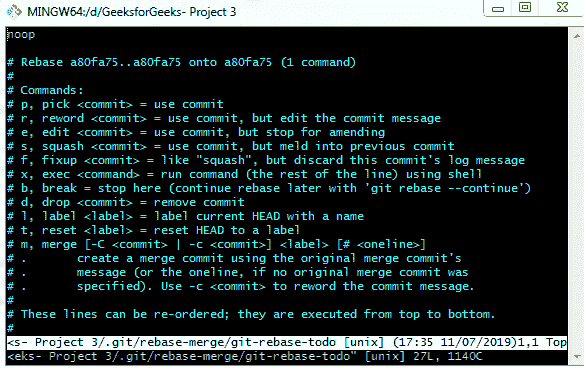 MINGW64:/d/GeeksforGeeks- Project 3
noop

# Rebase a80fa75..a80fa75 onto a80fa75 (1 command)
#
# Commands:
# p, pick <commit> = use commit
# r, reword <commit> = use commit, but edit the commit message
# e, edit <commit> = use commit, but stop for amending
# s, squash <commit> = use commit, but meld into previous commit
# f, fixup <commit> = like "squash", but discard this commit's log message
# x, exec <command> = run command (the rest of the line) using shell
# b, break = stop here (continue rebase later with 'git rebase --continue')
# d, drop <commit> = remove commit
# l, label <label> = label current HEAD with a name
# t, reset <label> = reset HEAD to a label
# m, merge [-C <commit> | -c <commit>] <label> [# <oneline>]
# .       create a merge commit using the original merge commit's
# .       message (or the oneline, if no original merge commit was
# .       specified). Use -c <commit> to reword the commit message.
#
# These lines can be re-ordered; they are executed from top to bottom.
#
<s- Project 3/.git/rebase-merge/git-rebase-todo [unix] (17:35 11/07/2019)1,1 Top
<eks- Project 3/.git/rebase-merge/git-rebase-todo" [unix] 27L, 1140C